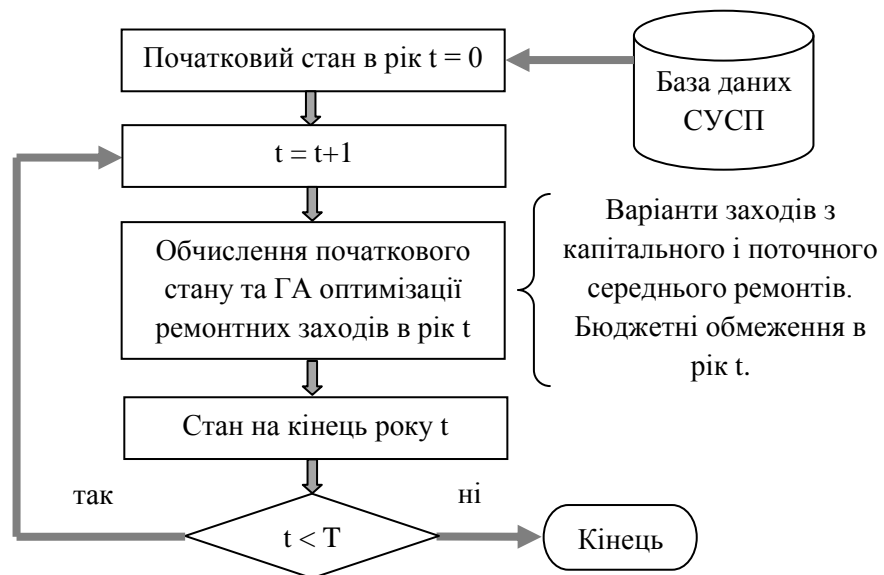 Початковий стан в рік t = 0
База даних
СУСП
t = t+1
Обчислення початкового
стану та ГА оптимізації
ремонтних заходів в рік t
Варіанти заходів з
капітального і поточного
середнього ремонтів.
Бюджетні обмеження в
рік t.
Стан на кінець року t
так
ні
t < T
Кінець